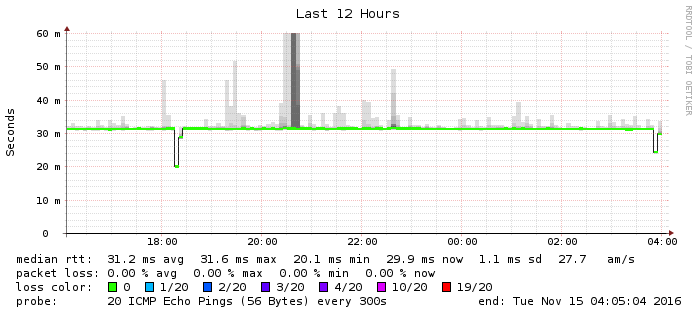 Last 12 Hours
RRDTOOL / TOBI OETIKER
Seconds
60 m
50 m
40 m
30 m
20 m
10 m
0
18:00 20:00 22:00 00:00 02:00 04:00
median rtt: 31.2 ms avg 31.6 ms max 20.1 ms min 29.9 ms now 1.1 ms sd 27.7 am/s
packet loss: 0.00 % avg 0.00 % max 0.00 % min 0.00 % now
loss color: 0 1/20 2/20 3/20 4/20 10/20 19/20
probe: 20 ICMP Echo Pings (56 Bytes) every 300s end: Tue Nov 15 04:05:04 2016